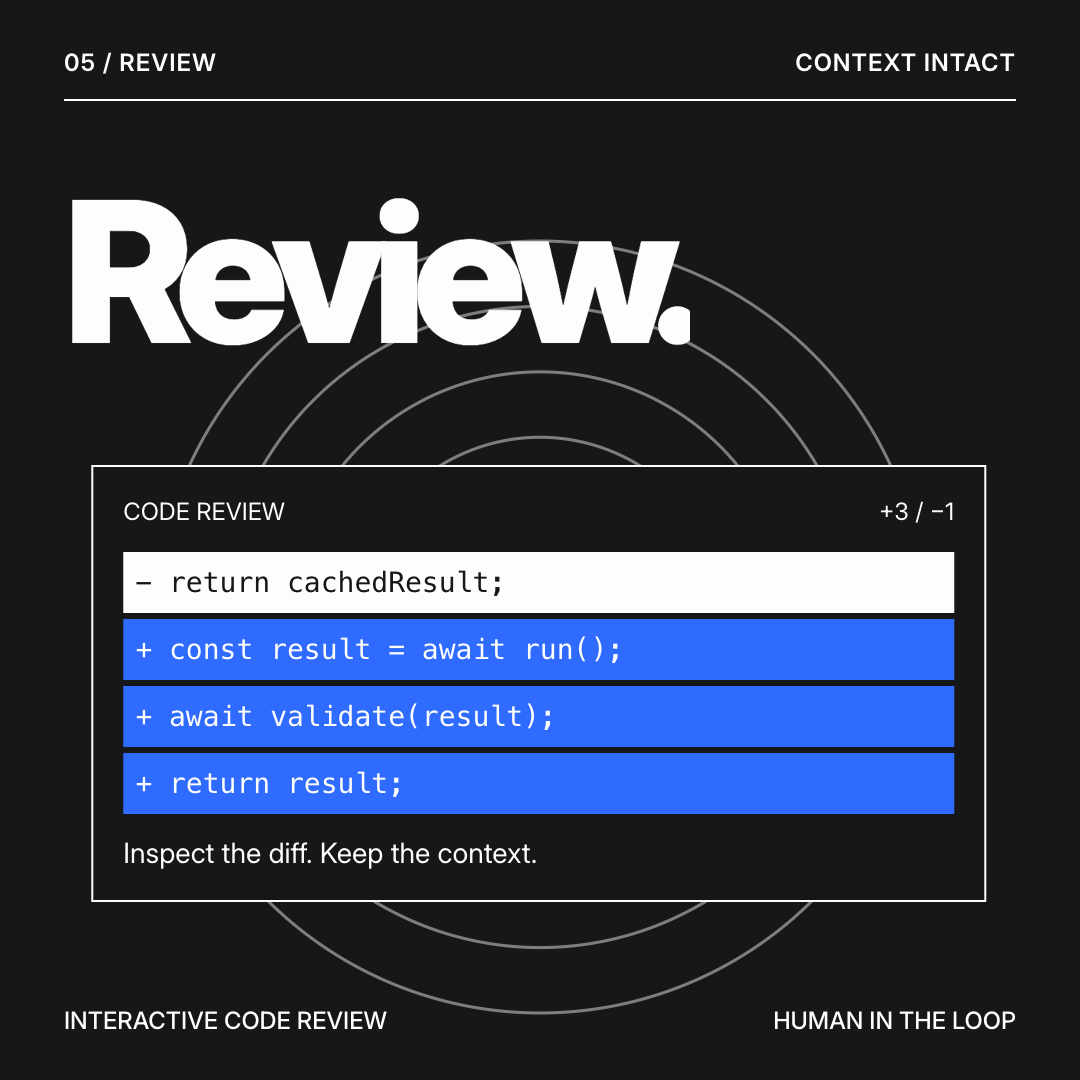 05 / REVIEW
CONTEXT INTACT
Review.
CODE REVIEW
+3 / −1
− return cachedResult;
+ const result = await run();
+ await validate(result);
+ return result;
Inspect the diff. Keep the context.
INTERACTIVE CODE REVIEW
HUMAN IN THE LOOP